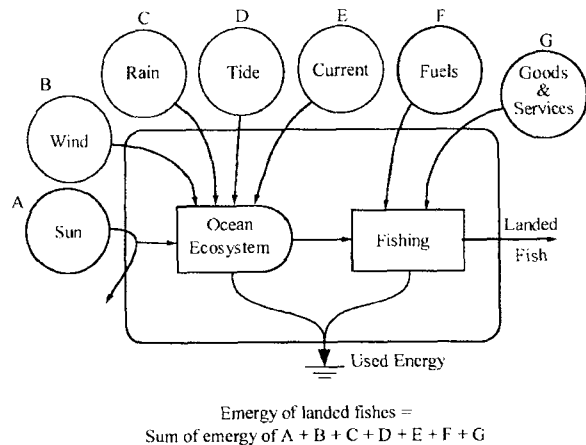 C
D
E
F
G
B
A
Rain
Tide
Current
Fuels
Goods
&
Services
Wind
Sun
Ocean
Ecosystem
Fishing
Landed
Fish
Used Energy
Emergy of landed fishes =
Sum of emergy of A + B + C + D + E + F + G